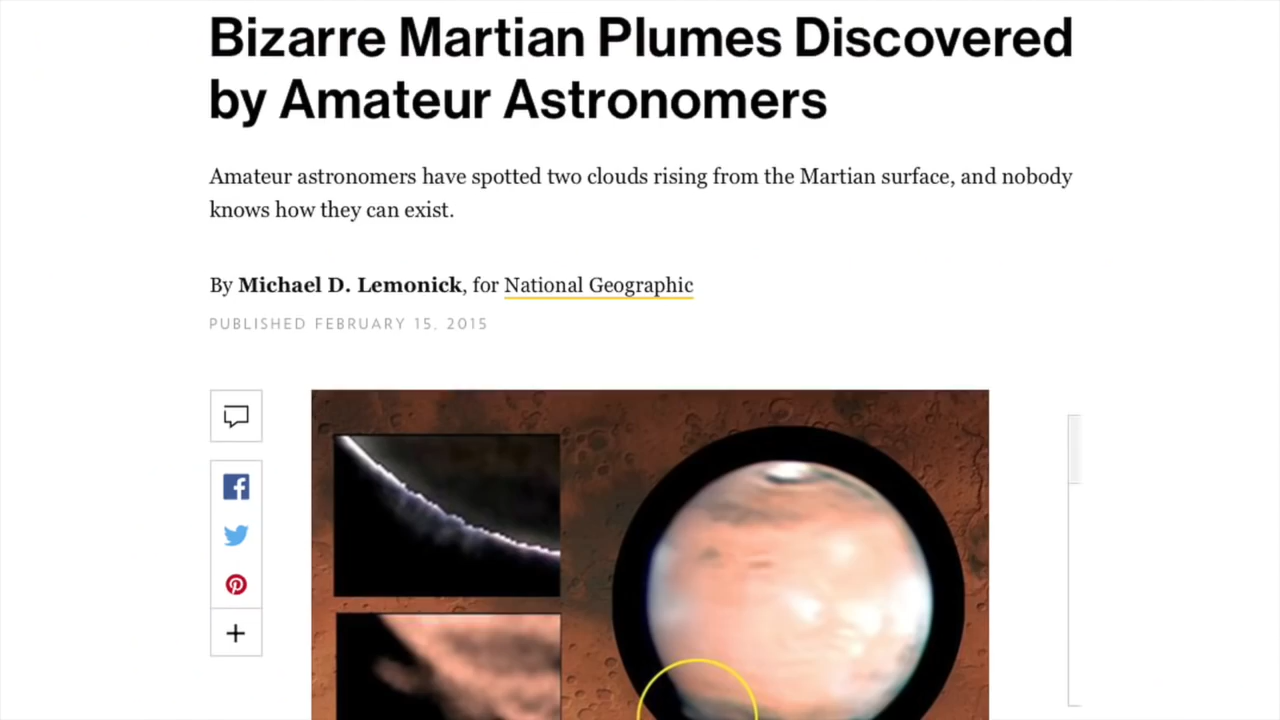 Bizarre Martian Plumes Discovered
by Amateur Astronomers
Amateur astronomers have spotted two clouds rising from the Martian surface, and nobody
knows how they can exist.
By Michael D. Lemonick, for National Geographic
PUBLISHED FEBRUARY 15, 2015